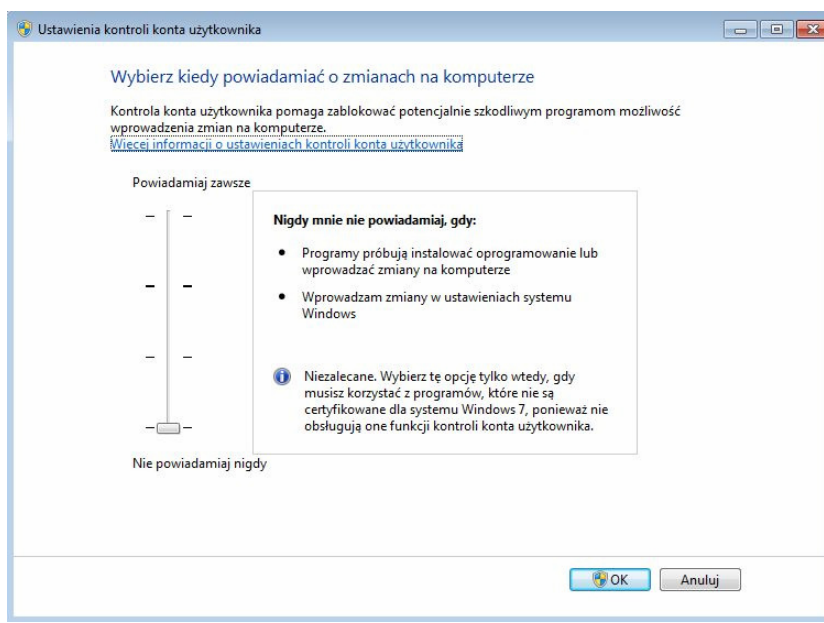 Ustawienia kontroli konta użytkownika
Wybierz kiedy powiadamiać o zmianach na komputerze
Kontrola konta użytkownika pomaga zablokować potencjalnie szkodliwym programom możliwość
wprowadzenia zmian na komputerze.
Więcej informacji o ustawieniach kontroli konta użytkownika
Powiadamiaj zawsze
Nigdy mnie nie powiadamiaj, gdy:
Programy próbują instalować oprogramowanie lub
wprowadzać zmiany na komputerze
Wprowadzam zmiany w ustawieniach systemu
Windows
Niezalecane. Wybierz tę opcję tylko wtedy, gdy
musisz korzystać z programów, które nie są
certyfikowane dla systemu Windows 7, ponieważ nie
obsługują one funkcji kontroli konta użytkownika.
Nie powiadamiaj nigdy
OK
Anuluj